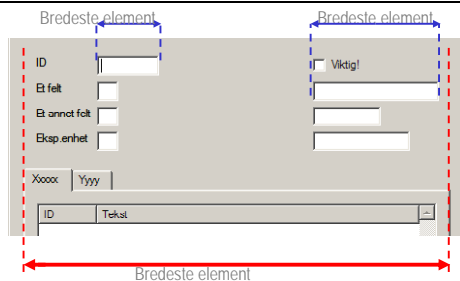 Bredeste element Bredeste element
ID Viktig!
Et felt
Et annet felt
Eksp.enhet
Xxxxx Yyyy
ID Tekst
Bredeste element